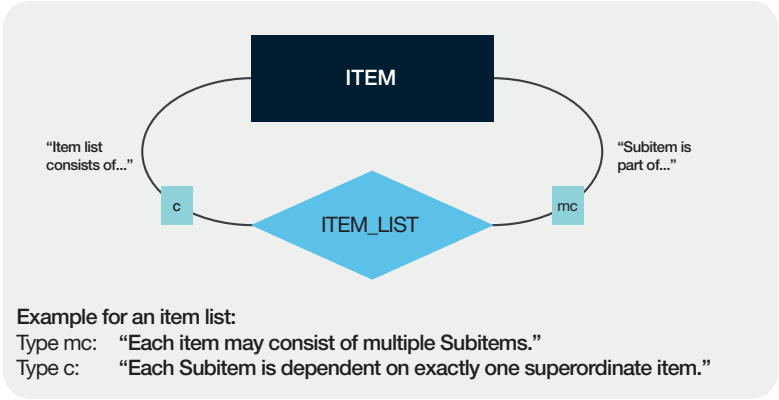 ITEM
“Item list
consists of...”
“Subitem is
part of...”
c
ITEM_LIST
mc
Example for an item list:
Type mc: “Each item may consist of multiple Subitems.”
Type c: “Each Subitem is dependent on exactly one superordinate item.”